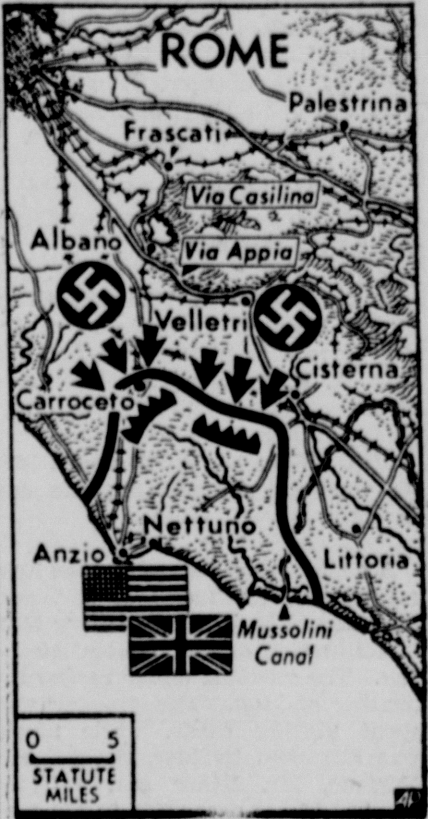 ROME
Palestrina
Frascati
Via Casilina
Albano
Via Appia
Velletri
Cisterna
Carroceto
Nettuno
Anzio
Littoria
Mussolini
Canal
0 5
STATUTE
MILES
AP